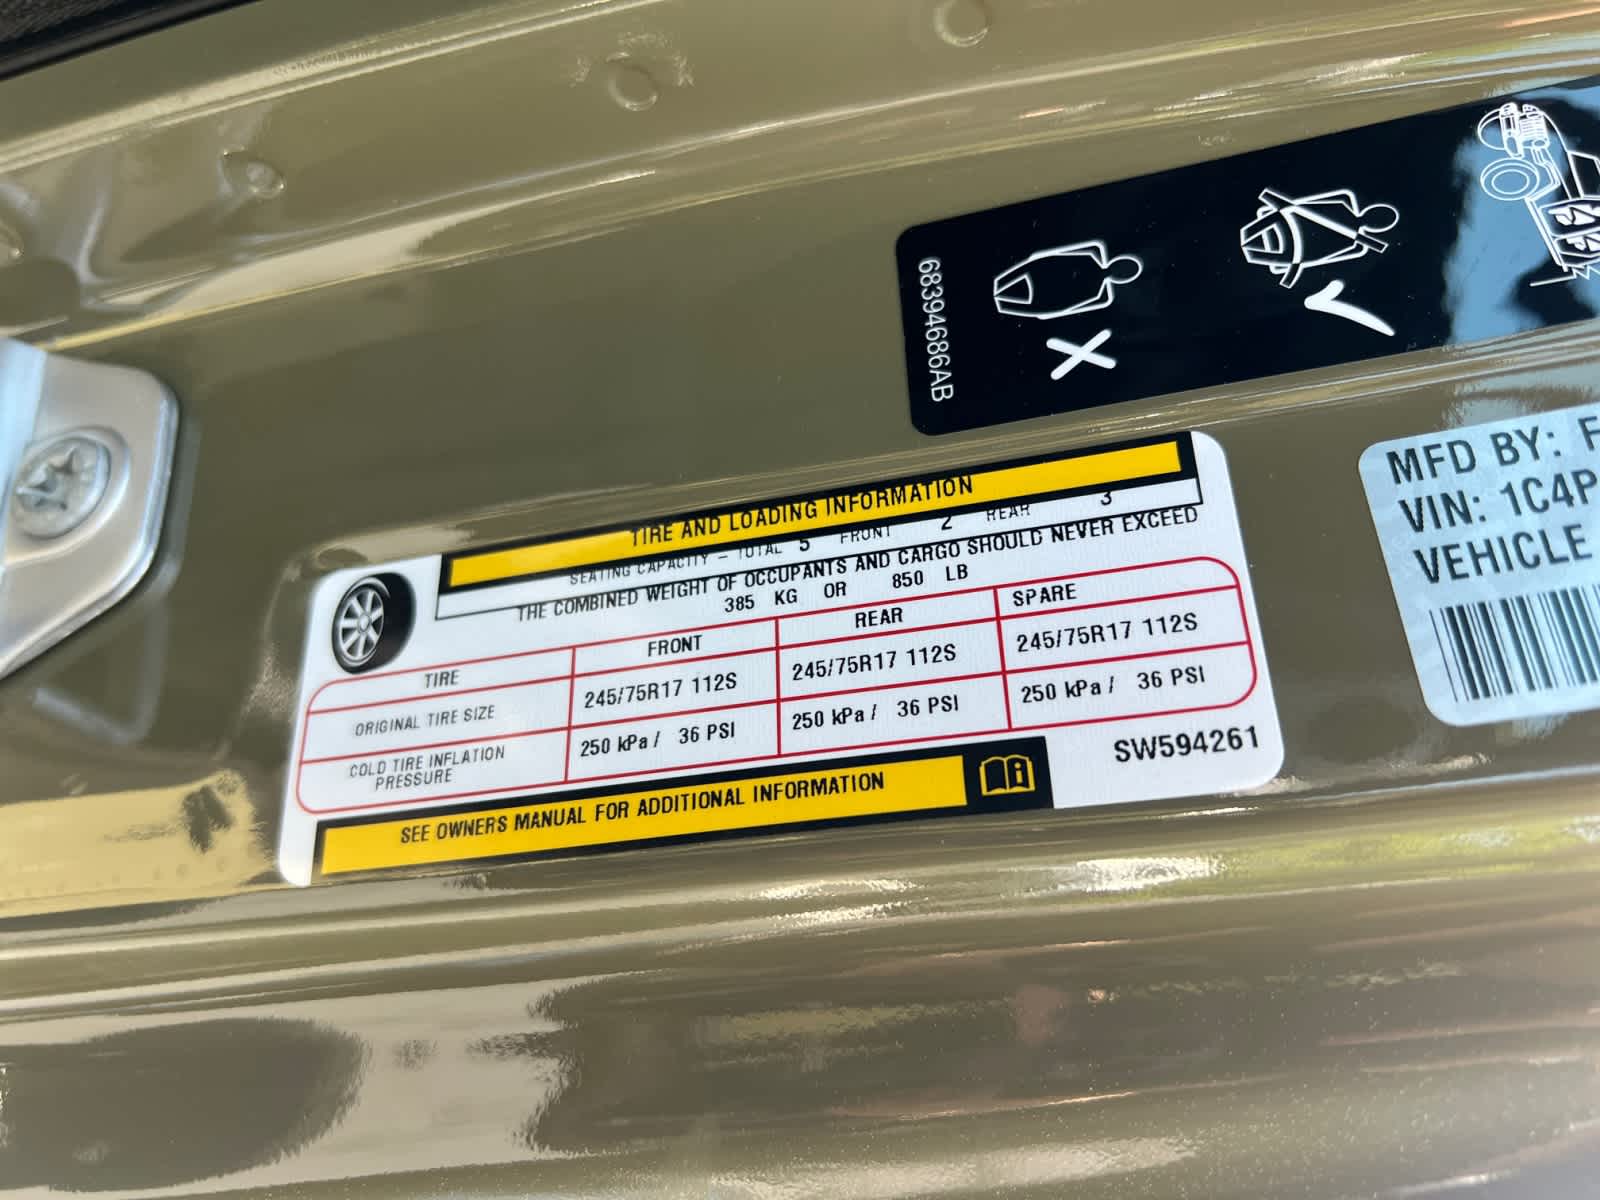 68394686AB
TIRE AND LOADING INFORMATION
SEATING CAPACITY – TOTAL 5 FRONT 2 REAR 3
THE COMBINED WEIGHT OF OCCUPANTS AND CARGO SHOULD NEVER EXCEED
385 KG OR 850 LB
TIRE FRONT REAR SPARE
ORIGINAL TIRE SIZE 245/75R17 112S 245/75R17 112S 245/75R17 112S
COLD TIRE INFLATION
PRESSURE 250 kPa / 36 PSI 250 kPa / 36 PSI 250 kPa / 36 PSI
SEE OWNERS MANUAL FOR ADDITIONAL INFORMATION
SW594261
MFD BY: F
VIN: 1C4P
VEHICLE